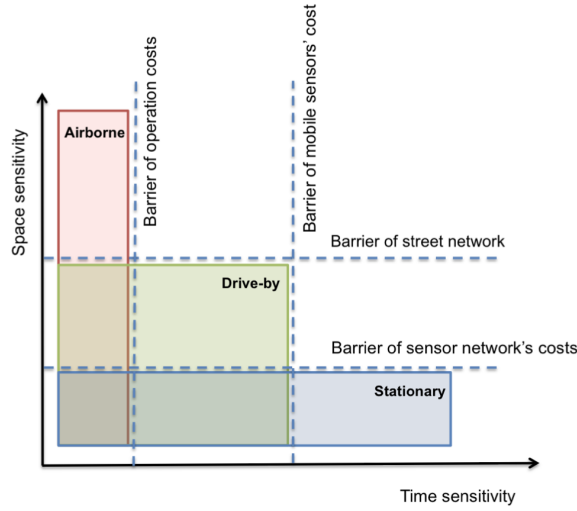 Barrier of operation costs
Barrier of mobile sensors' cost
Space sensitivity
Airborne
Barrier of street network
Drive-by
Barrier of sensor network's costs
Stationary
Time sensitivity